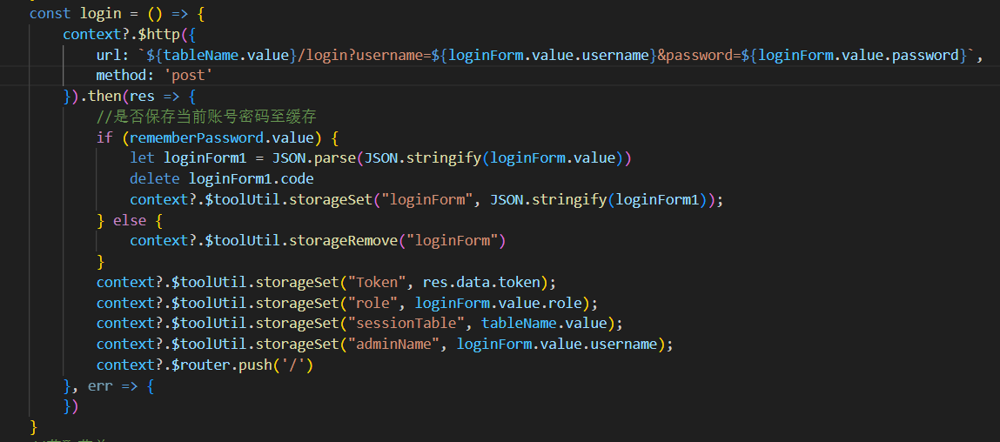 const login = () => {
context?.$http({
url: `${tableName.value}/login?username=${loginForm.value.username}&password=${loginForm.value.password}`,
method: 'post'
}).then(res => {
//是否保存当前账号密码至缓存
if (rememberPassword.value) {
let loginForm1 = JSON.parse(JSON.stringify(loginForm.value))
delete loginForm1.code
context?.$toolUtil.storageSet("loginForm", JSON.stringify(loginForm1));
} else {
context?.$toolUtil.storageRemove("loginForm")
}
context?.$toolUtil.storageSet("Token", res.data.token);
context?.$toolUtil.storageSet("role", loginForm.value.role);
context?.$toolUtil.storageSet("sessionTable", tableName.value);
context?.$toolUtil.storageSet("adminName", loginForm.value.username);
context?.$router.push('/')
}, err => {
})
}